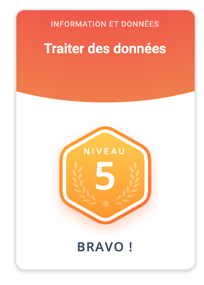 INFORMATION ET DONNÉES
Traiter des données
NIVEAU
5
BRAVO !